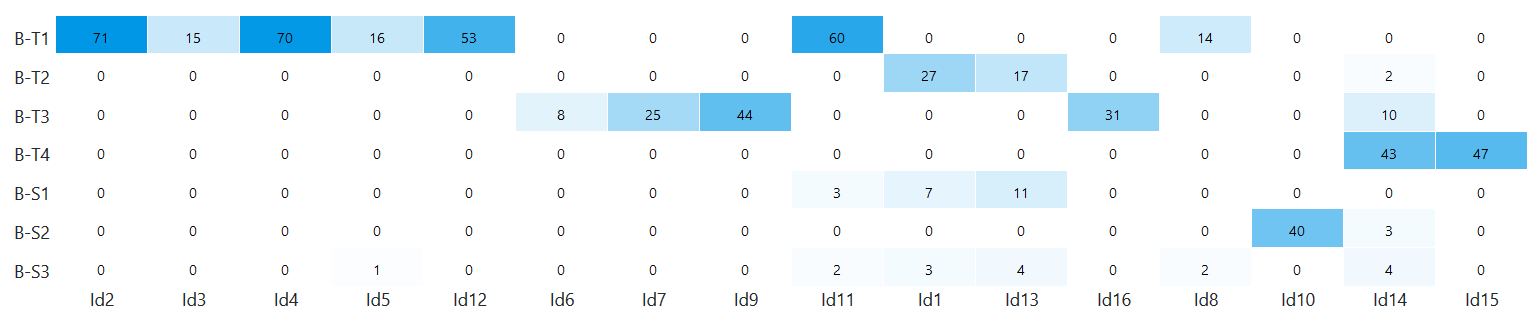 B-T1 71 15 70 16 53 0 0 0 60 0 0 0 14 0 0 0
B-T2 0 0 0 0 0 0 0 0 0 27 17 0 0 0 2 0
B-T3 0 0 0 0 0 8 25 44 0 0 0 31 0 0 10 0
B-T4 0 0 0 0 0 0 0 0 0 0 0 0 0 0 43 47
B-S1 0 0 0 0 0 0 0 0 3 7 11 0 0 0 0 0
B-S2 0 0 0 0 0 0 0 0 0 0 0 0 0 40 3 0
B-S3 0 0 0 1 0 0 0 0 2 3 4 0 2 0 4 0
Id2 Id3 Id4 Id5 Id12 Id6 Id7 Id9 Id11 Id1 Id13 Id16 Id8 Id10 Id14 Id15